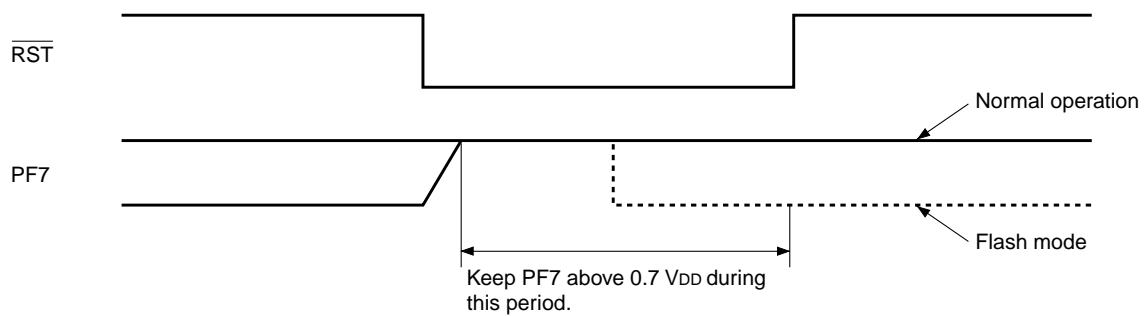 RST
Normal operation
PF7
Flash mode
Keep PF7 above 0.7 VDD during
this period.